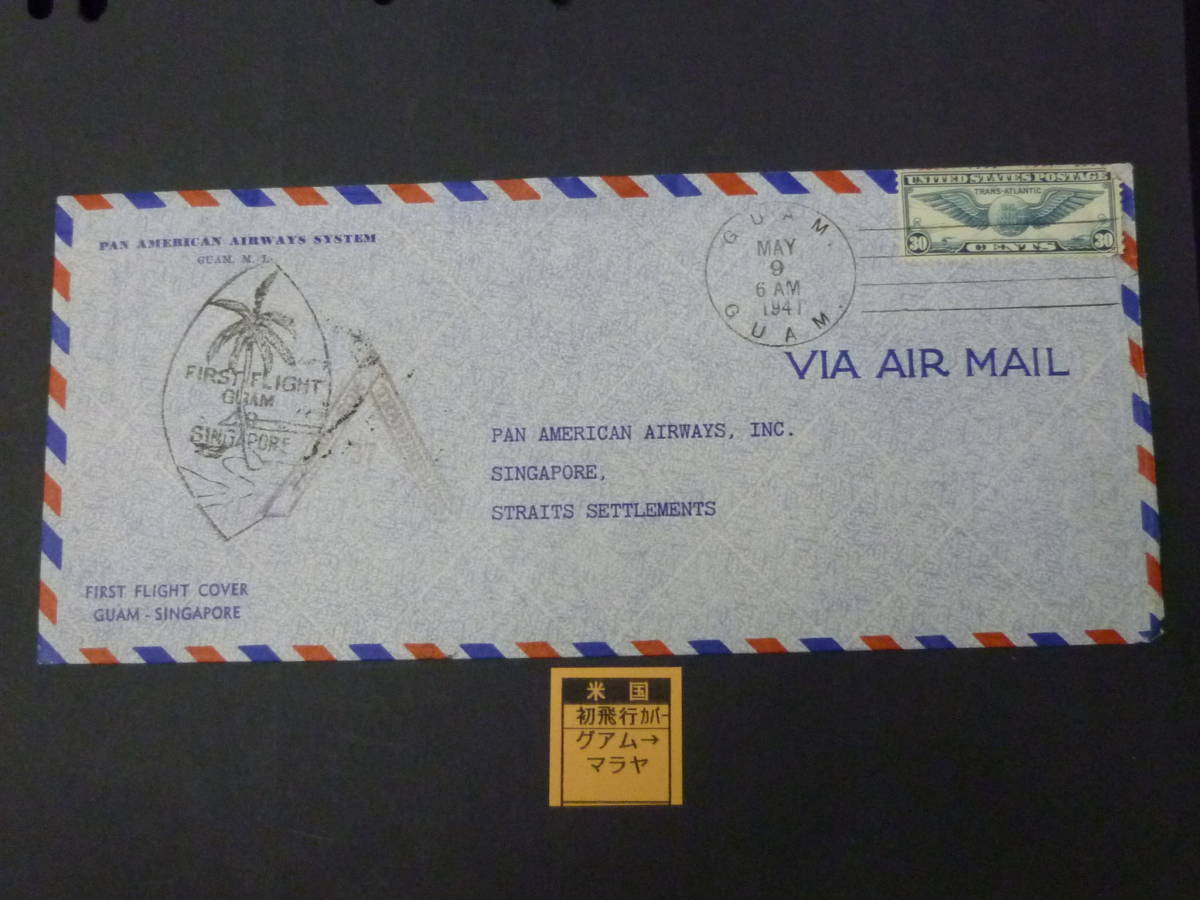 PAN AMERICAN AIRWAYS SYSTEM
GUAM, M. I.
UNITED STATES POSTAGE
TRANS-ATLANTIC
30 CENTS 30
GUAM.
MAY
9
6 AM
1941
GUAM.
VIA AIR MAIL
FIRST FLIGHT
GUAM
TO
SINGAPORE
37
PAN AMERICAN AIRWAYS, INC.
SINGAPORE,
STRAITS SETTLEMENTS
FIRST FLIGHT COVER
GUAM - SINGAPORE
米 国
初飛行カバー
グアム→
マラヤ